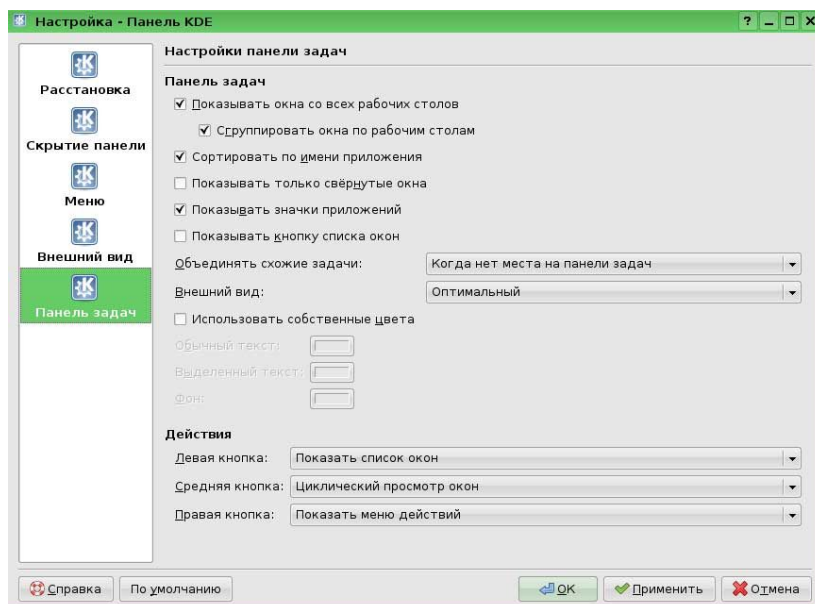 Настройка - Панель KDE
Расстановка
Скрытие панели
Меню
Внешний вид
Панель задач
Настройки панели задач
Панель задач
Показывать окна со всех рабочих столов
Сгруппировать окна по рабочим столам
Сортировать по имени приложения
Показывать только свёрнутые окна
Показывать значки приложений
Показывать кнопку списка окон
Объединять схожие задачи: Когда нет места на панели задач
Внешний вид: Оптимальный
Использовать собственные цвета
Обычный текст:
Выделенный текст:
Фон:
Действия
Левая кнопка: Показать список окон
Средняя кнопка: Циклический просмотр окон
Правая кнопка: Показать меню действий
Справка По умолчанию OK Применить Отмена